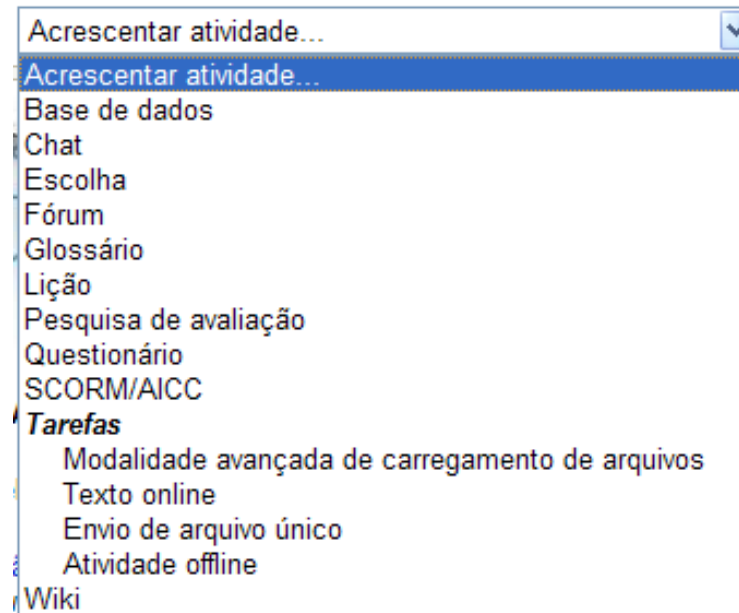 Acrescentar atividade...
Acrescentar atividade...
Base de dados
Chat
Escolha
Fórum
Glossário
Lição
Pesquisa de avaliação
Questionário
SCORM/AICC
Tarefas
Modalidade avançada de carregamento de arquivos
Texto online
Envio de arquivo único
Atividade offline
Wiki